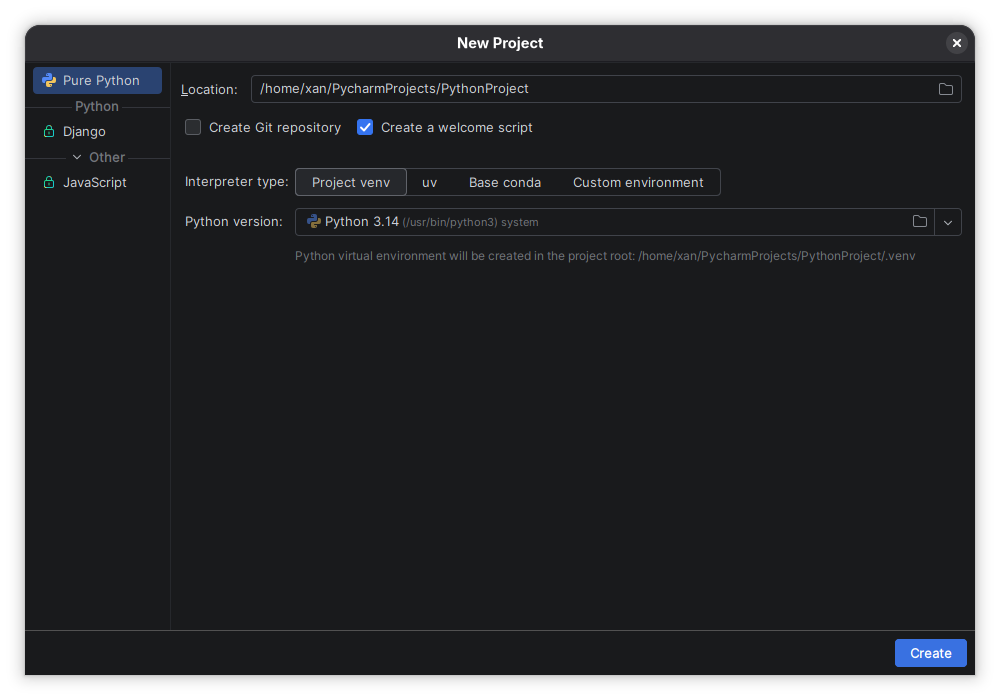 New Project
Pure Python
Python
Django
Other
JavaScript
Location: /home/xan/PycharmProjects/PythonProject
Create Git repository Create a welcome script
Interpreter type: Project venv uv Base conda Custom environment
Python version: Python 3.14 (/usr/bin/python3) system
Python virtual environment will be created in the project root: /home/xan/PycharmProjects/PythonProject/.venv
Create